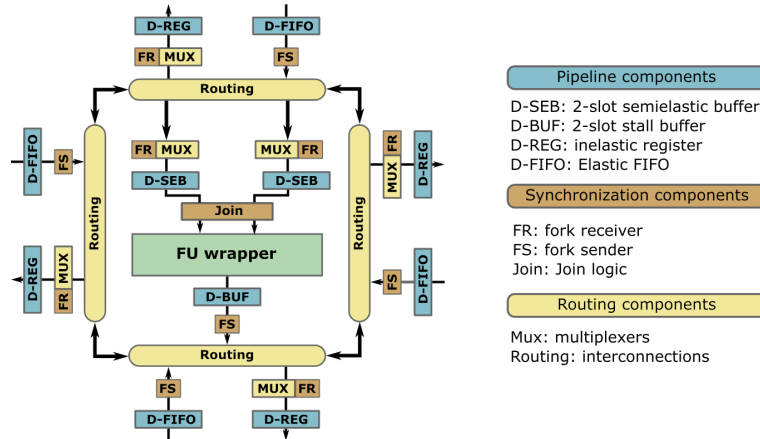 D-REG
D-FIFO
FR MUX
FS
Routing
FR MUX
MUX FR
D-SEB
D-SEB
Join
FU wrapper
D-BUF
FS
Routing
FS
MUX FR
D-FIFO
D-REG
D-FIFO
FS
Routing
D-REG
MUX
FR
Routing
FR
MUX
D-REG
FS
D-FIFO
Pipeline components
D-SEB: 2-slot semielastic buffer
D-BUF: 2-slot stall buffer
D-REG: inelastic register
D-FIFO: Elastic FIFO
Synchronization components
FR: fork receiver
FS: fork sender
Join: Join logic
Routing components
Mux: multiplexers
Routing: interconnections